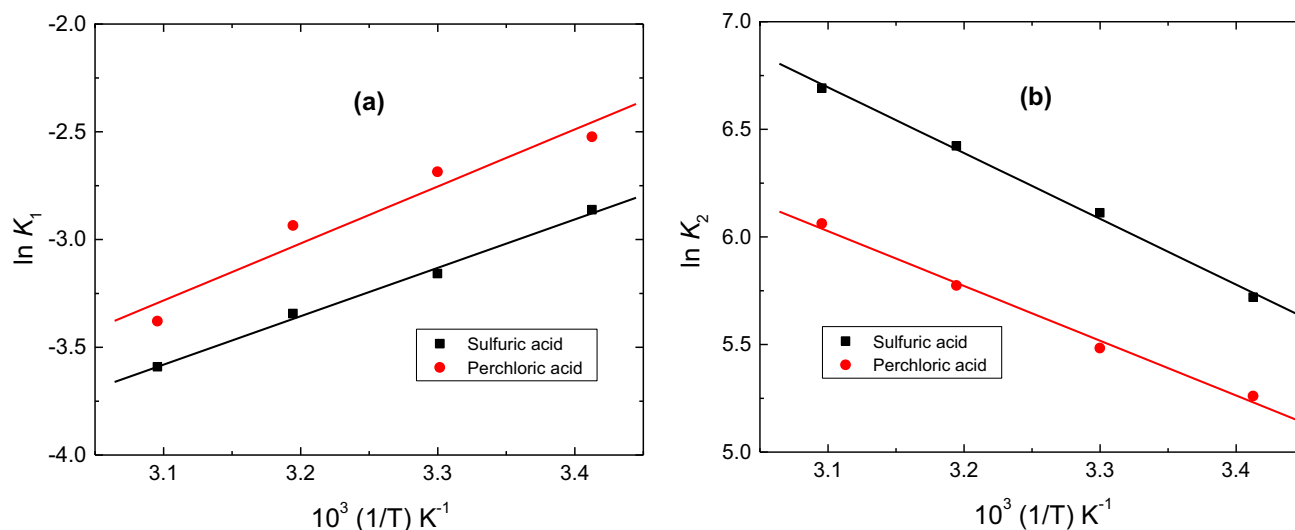 (a)
ln K₁
-2.0
-2.5
-3.0
-3.5
-4.0
Sulfuric acid
Perchloric acid
3.1 3.2 3.3 3.4
10³ (1/T) K⁻¹
(b)
ln K₂
7.0
6.5
6.0
5.5
5.0
Sulfuric acid
Perchloric acid
3.1 3.2 3.3 3.4
10³ (1/T) K⁻¹